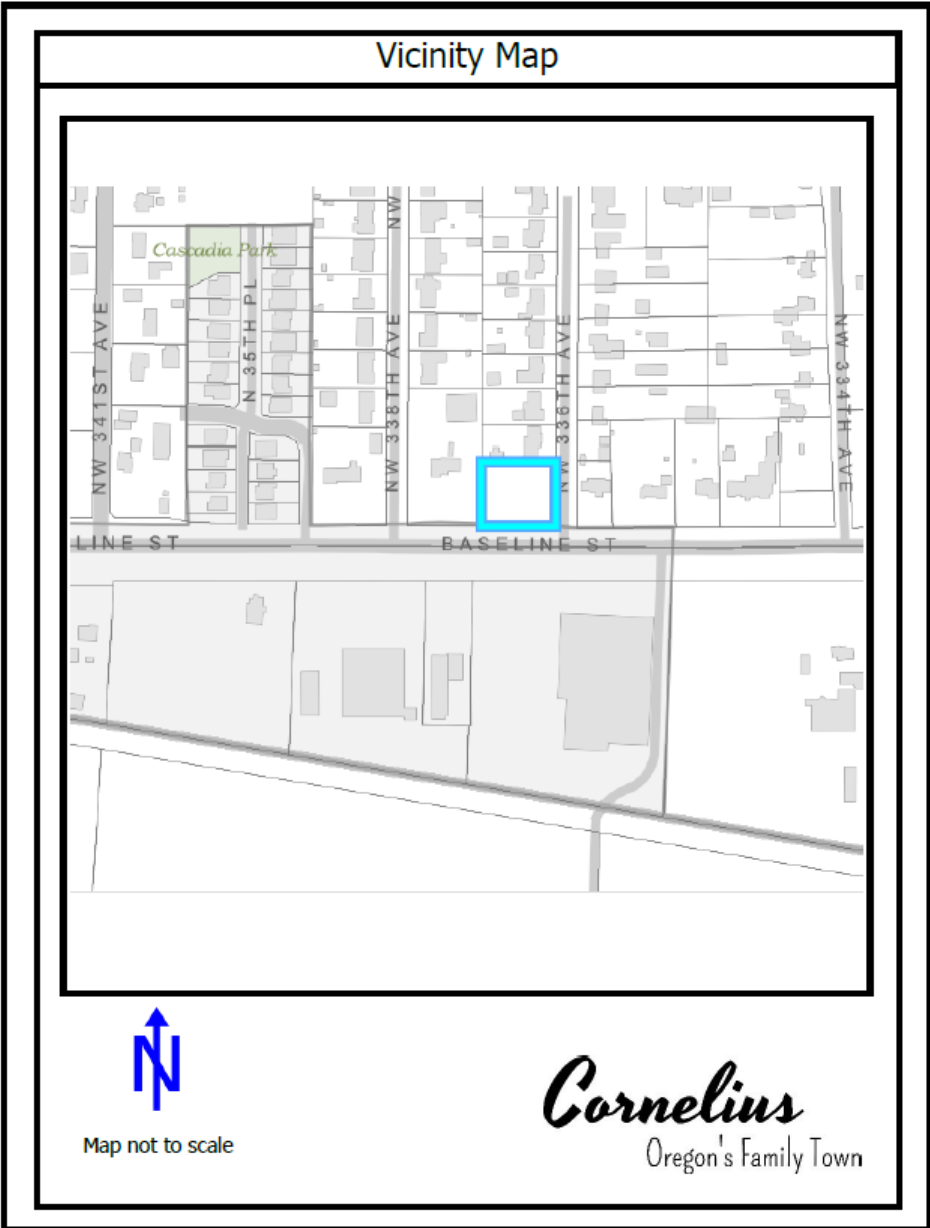 Vicinity Map
Cascadia Park
NW 341ST AVE
N 35TH PL
NW 338TH AVE
NW
NW 336TH AVE
NW 334TH AVE
LINE ST
BASELINE ST
N
Map not to scale
Cornelius
Oregon's Family Town